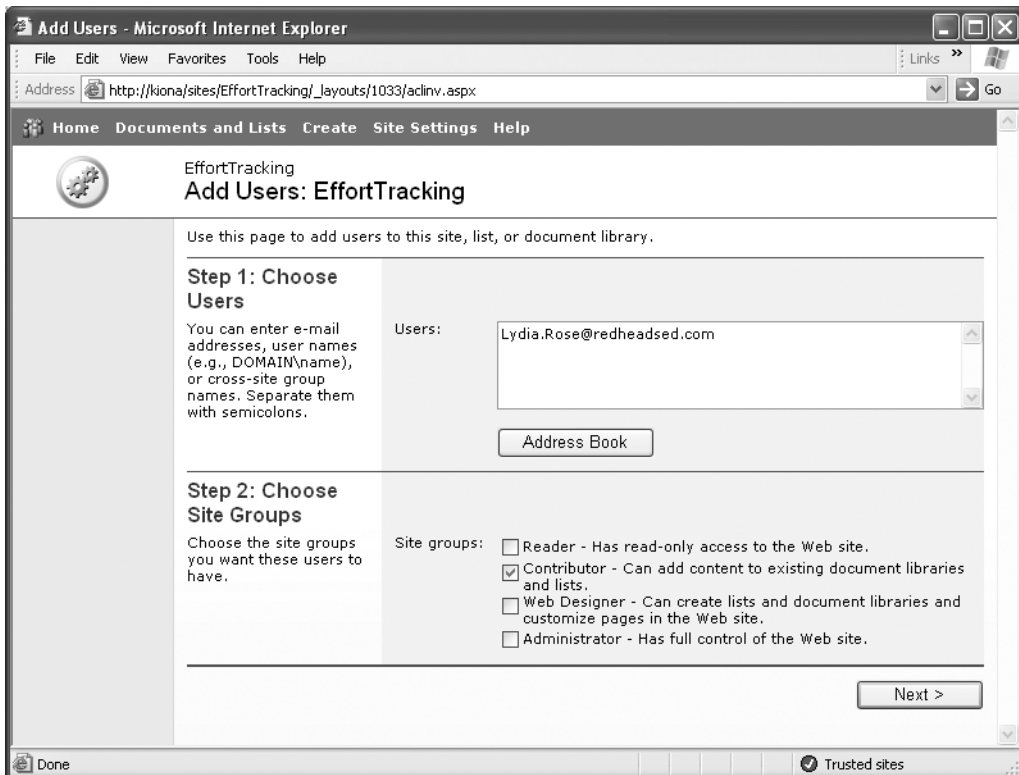 Add Users - Microsoft Internet Explorer
File Edit View Favorites Tools Help Links »
Address http://kiona/sites/EffortTracking/_layouts/1033/aclinv.aspx Go
Home Documents and Lists Create Site Settings Help
EffortTracking
Add Users: EffortTracking
Use this page to add users to this site, list, or document library.
Step 1: Choose
Users
You can enter e-mail
addresses, user names
(e.g., DOMAIN\name),
or cross-site group
names. Separate them
with semicolons.
Users:
Lydia.Rose@redheadsed.com
Address Book
Step 2: Choose
Site Groups
Choose the site groups
you want these users to
have.
Site groups:
Reader - Has read-only access to the Web site.
Contributor - Can add content to existing document libraries
and lists.
Web Designer - Can create lists and document libraries and
customize pages in the Web site.
Administrator - Has full control of the Web site.
Next >
Done Trusted sites